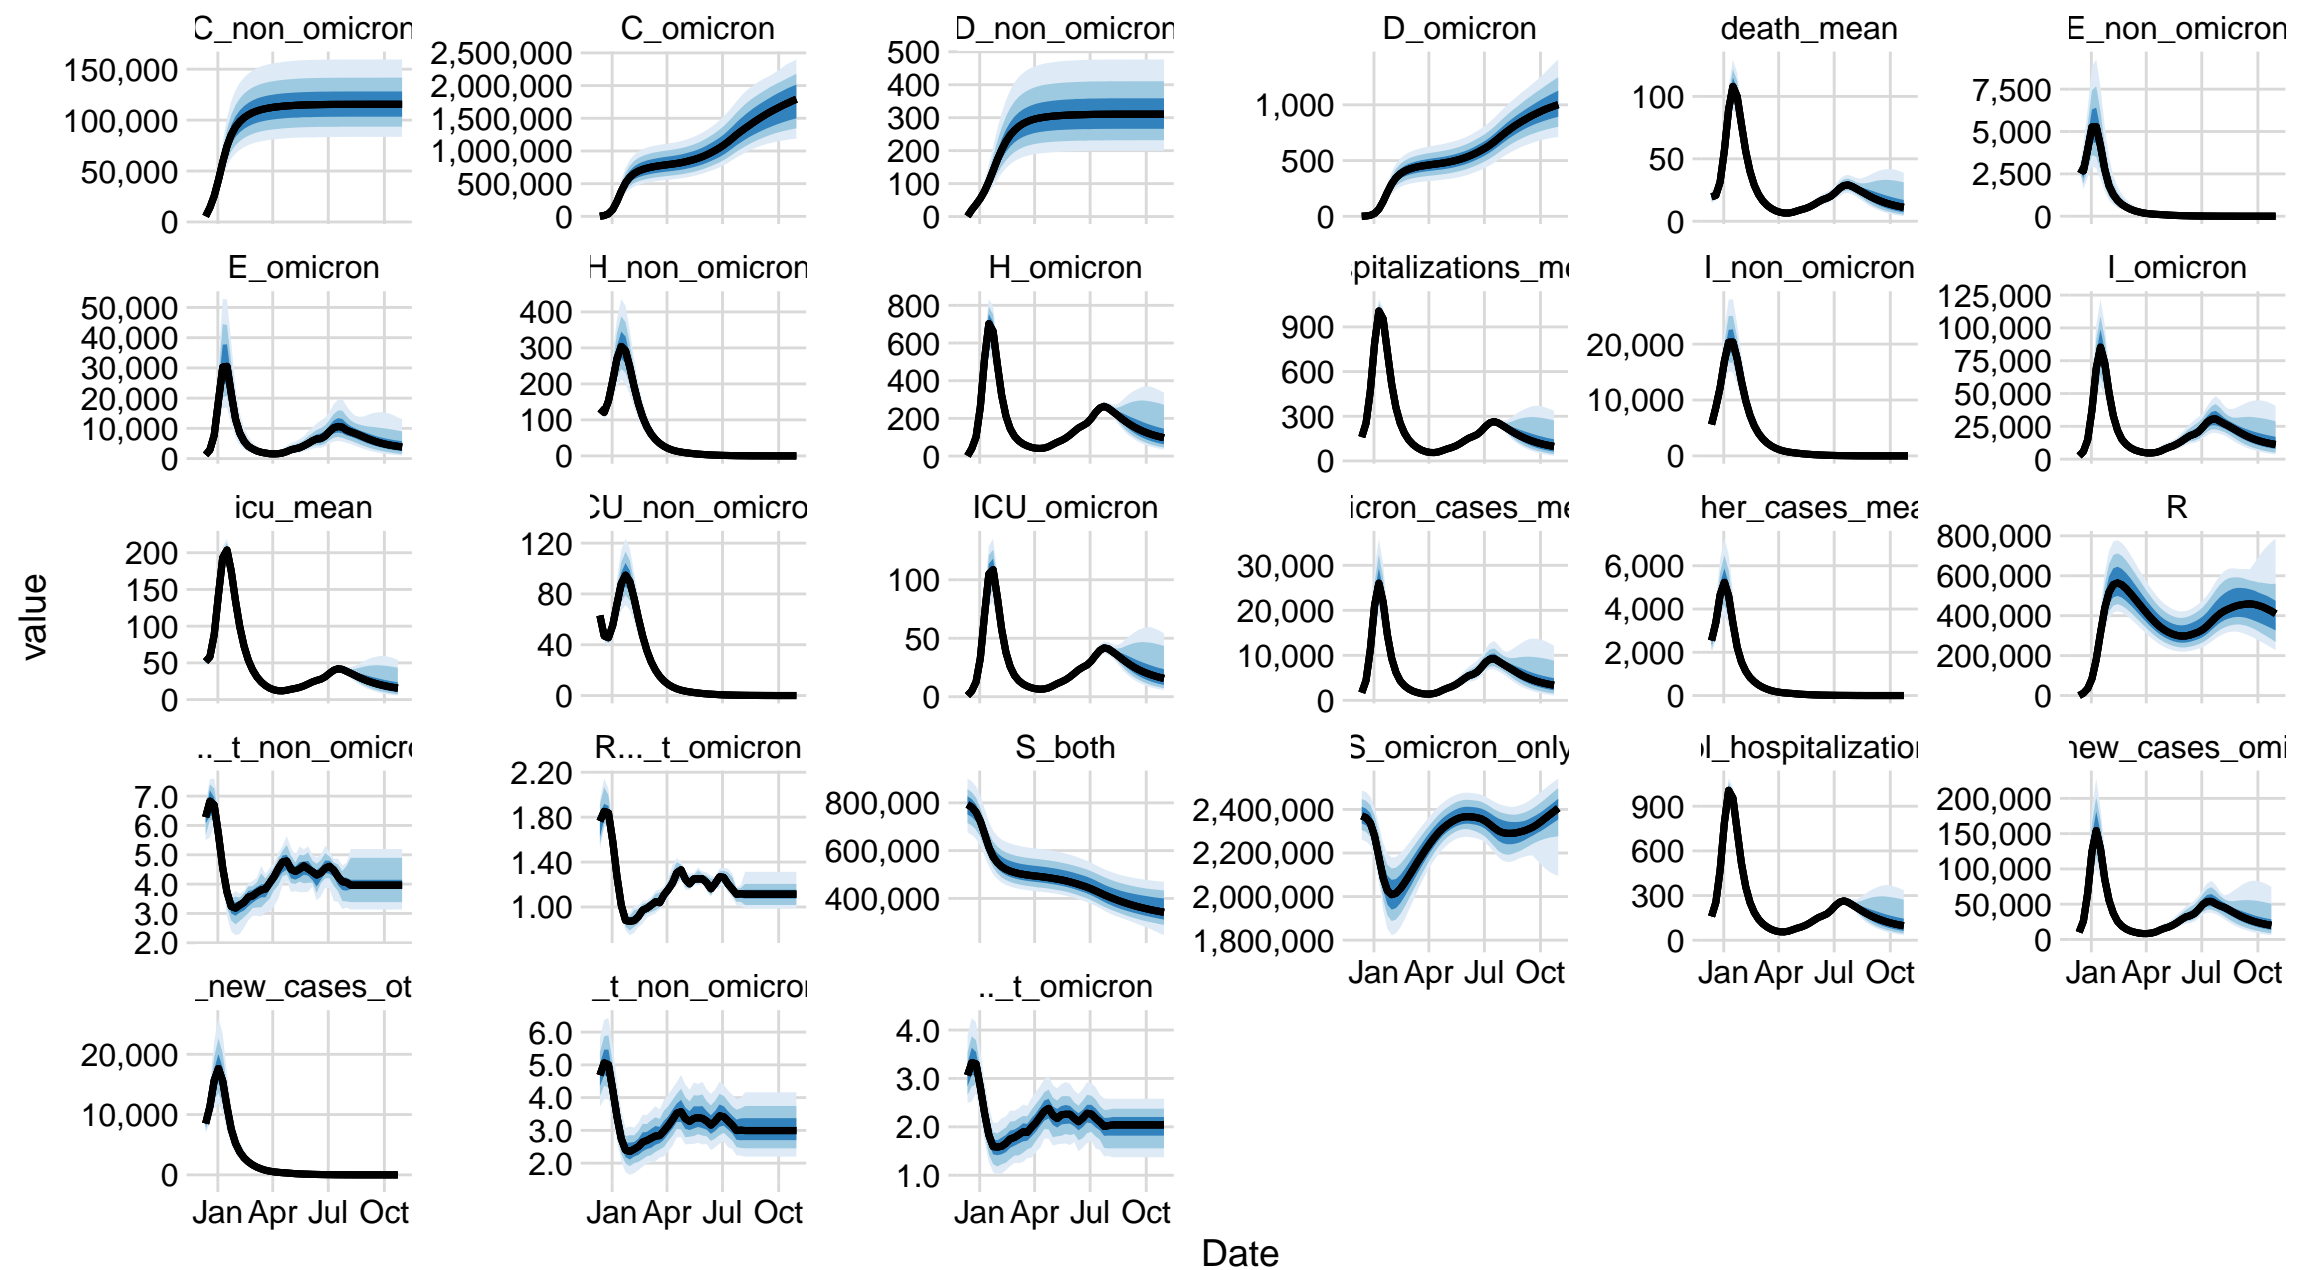 C_non_omicron C_omicron D_non_omicron D_omicron death_mean E_non_omicron
150,000 100,000 50,000 0
2,500,000 2,000,000 1,500,000 1,000,000 500,000 0
500 400 300 200 100 0
1,000 500 0
100 50 0
7,500 5,000 2,500 0
E_omicron H_non_omicron H_omicron pitalizations_me I_non_omicron I_omicron
50,000 40,000 30,000 20,000 10,000 0
400 300 200 100 0
800 600 400 200 0
900 600 300 0
20,000 10,000 0
125,000 100,000 75,000 50,000 25,000 0
icu_mean CU_non_omicro ICU_omicron icron_cases_me her_cases_mea R
200 150 100 50 0
120 80 40 0
100 50 0
30,000 20,000 10,000 0
6,000 4,000 2,000 0
800,000 600,000 400,000 200,000 0
value
.._t_non_omicro R..._t_omicron S_both S_omicron_only ol_hospitalization new_cases_omi
7.0 6.0 5.0 4.0 3.0 2.0
2.20 1.80 1.40 1.00
800,000 600,000 400,000
2,400,000 2,200,000 2,000,000 1,800,000
900 600 300 0
200,000 150,000 100,000 50,000 0
Jan Apr Jul Oct Jan Apr Jul Oct Jan Apr Jul Oct
_new_cases_ot _t_non_omicron .._t_omicron
20,000 10,000 0
6.0 5.0 4.0 3.0 2.0
4.0 3.0 2.0 1.0
Jan Apr Jul Oct Jan Apr Jul Oct Jan Apr Jul Oct
Date